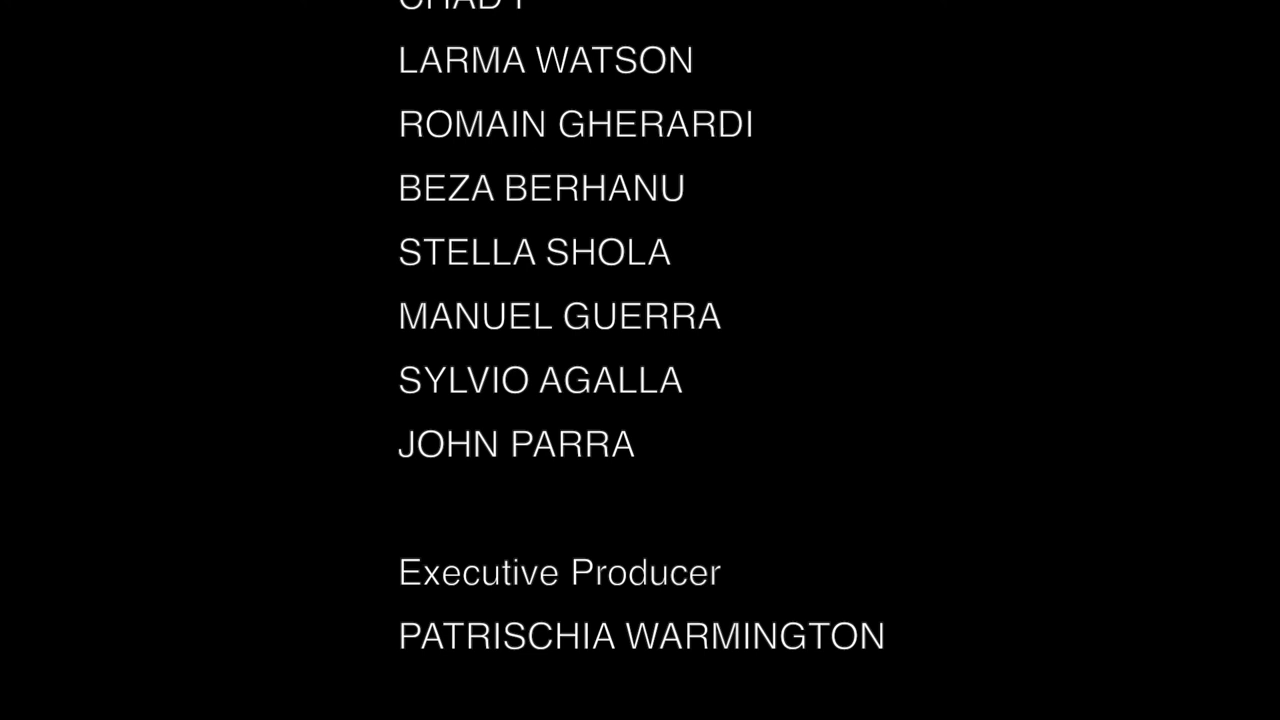 LARMA WATSON
ROMAIN GHERARDI
BEZA BERHANU
STELLA SHOLA
MANUEL GUERRA
SYLVIO AGALLA
JOHN PARRA
Executive Producer
PATRISCHIA WARMINGTON